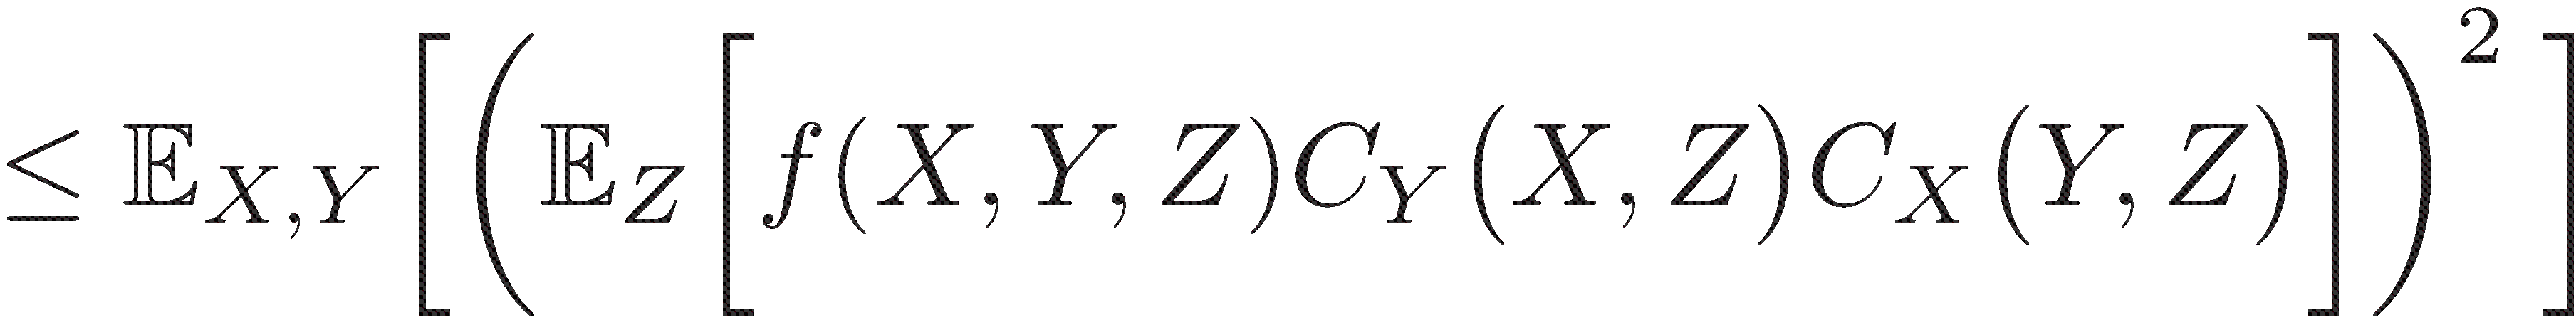 ≤ 𝔼_{X,Y} [ ( 𝔼_Z [ f(X, Y, Z) C_Y(X, Z) C_X(Y, Z) ] )^2 ]